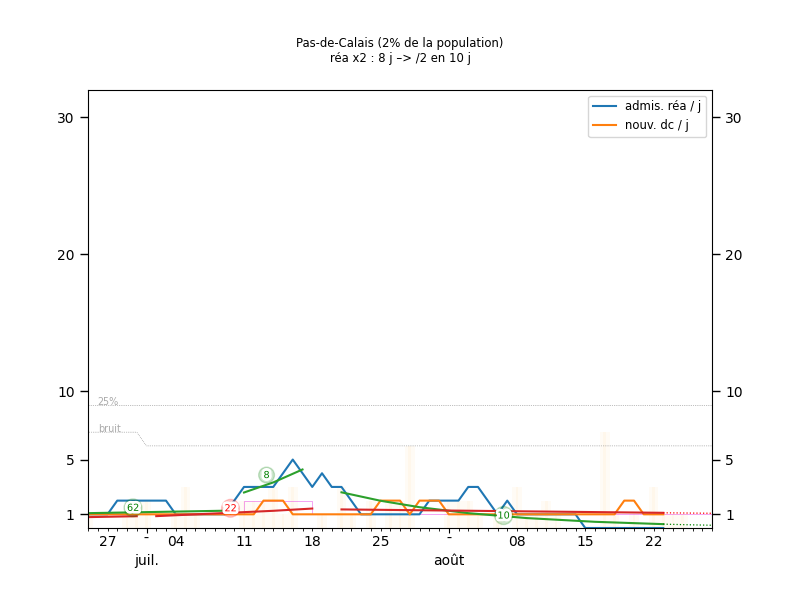 Pas-de-Calais (2% de la population)
réa x2 : 8 j –> /2 en 10 j
admis. réa / j
nouv. dc / j
30 30
20 20
10 10
25%
bruit
5 5
8
62 22 10
1 1
27 - 04 11 18 25 - 08 15 22
juil. août